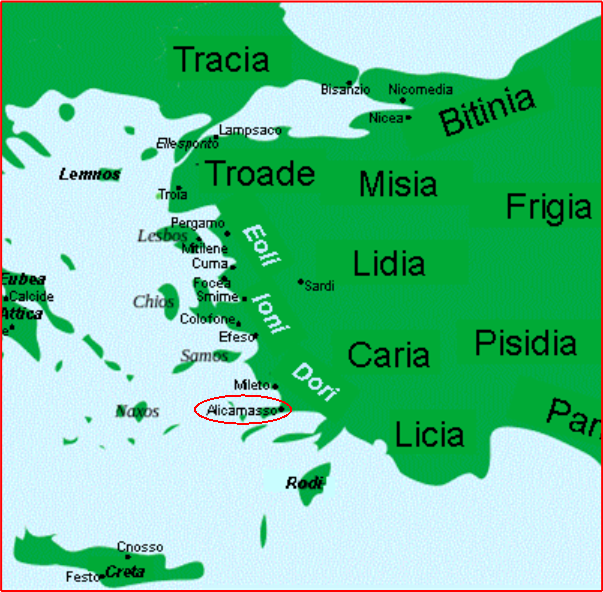 Tracia
Bisanzio
Nicomedia
Bitinia
Nicea
Lampsaco
Ellesponto
Lemnos
Troade
Misia
Troia
Frigia
Pergamo
Eoli
Lesbos
Mitilene
Cuma
Lidia
Eubea
Focea
Sardi
Calcide
Chios
Smirne
Ioni
Attica
Colofone
e
Efeso
Samos
Caria
Pisidia
Dori
Mileto
Naxos
Alicarnasso
Pan
Licia
Rodi
Cnosso
Festo
Creta